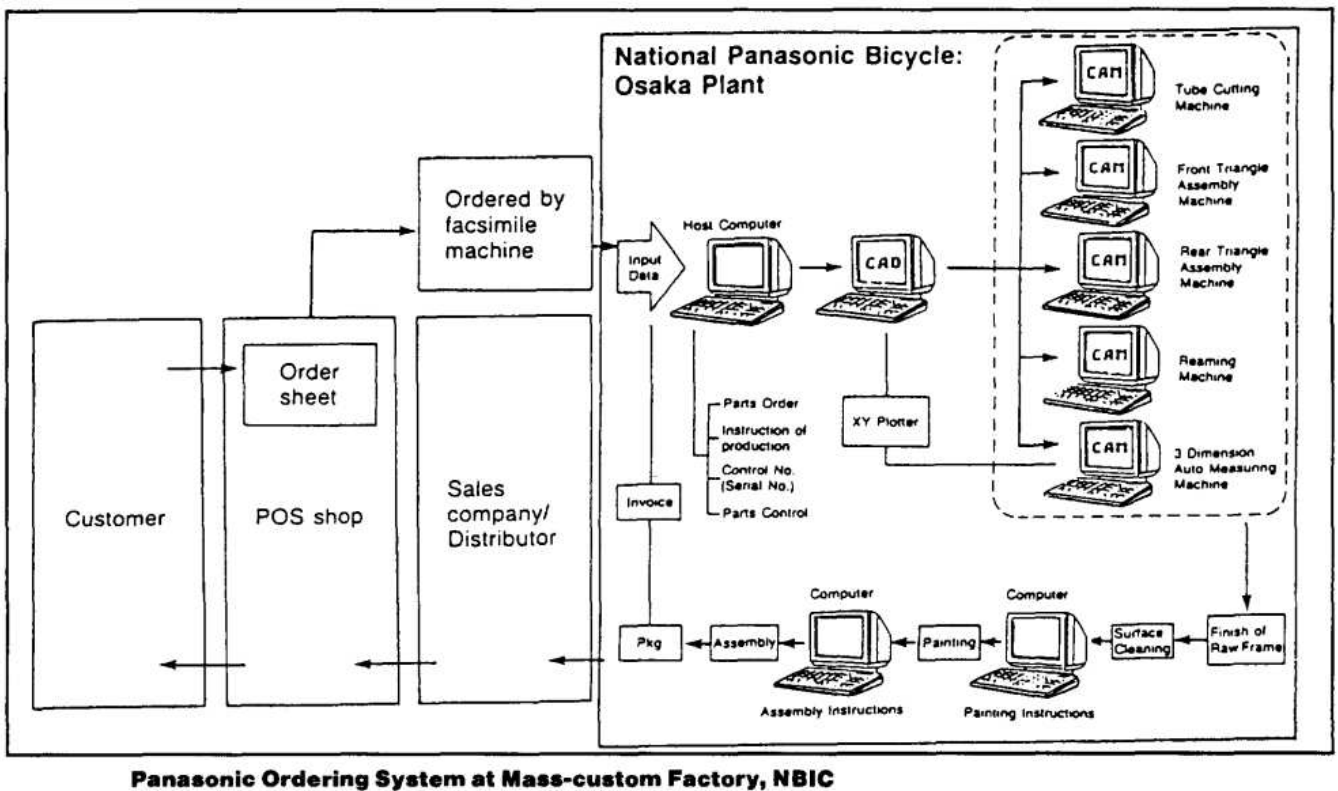 National Panasonic Bicycle:
Osaka Plant
CAM
Tube Cutting
Machine
CAM
Front Triangle
Assembly
Machine
Ordered by
facsimile
machine
Input
Data
Host Computer
CAD
CAM
Rear Triangle
Assembly
Machine
CAM
Reaming
Machine
Order
sheet
Parts Order
Instruction of
production
Control No.
(Serial No.)
Parts Control
XY Plotter
CAM
3 Dimension
Auto Measuring
Machine
Customer
POS shop
Sales
company/
Distributor
Invoice
Pkg
Assembly
Computer
Assembly Instructions
Painting
Computer
Painting Instructions
Surface
Cleaning
Finish of
Raw Frame
Panasonic Ordering System at Mass-custom Factory, NBIC